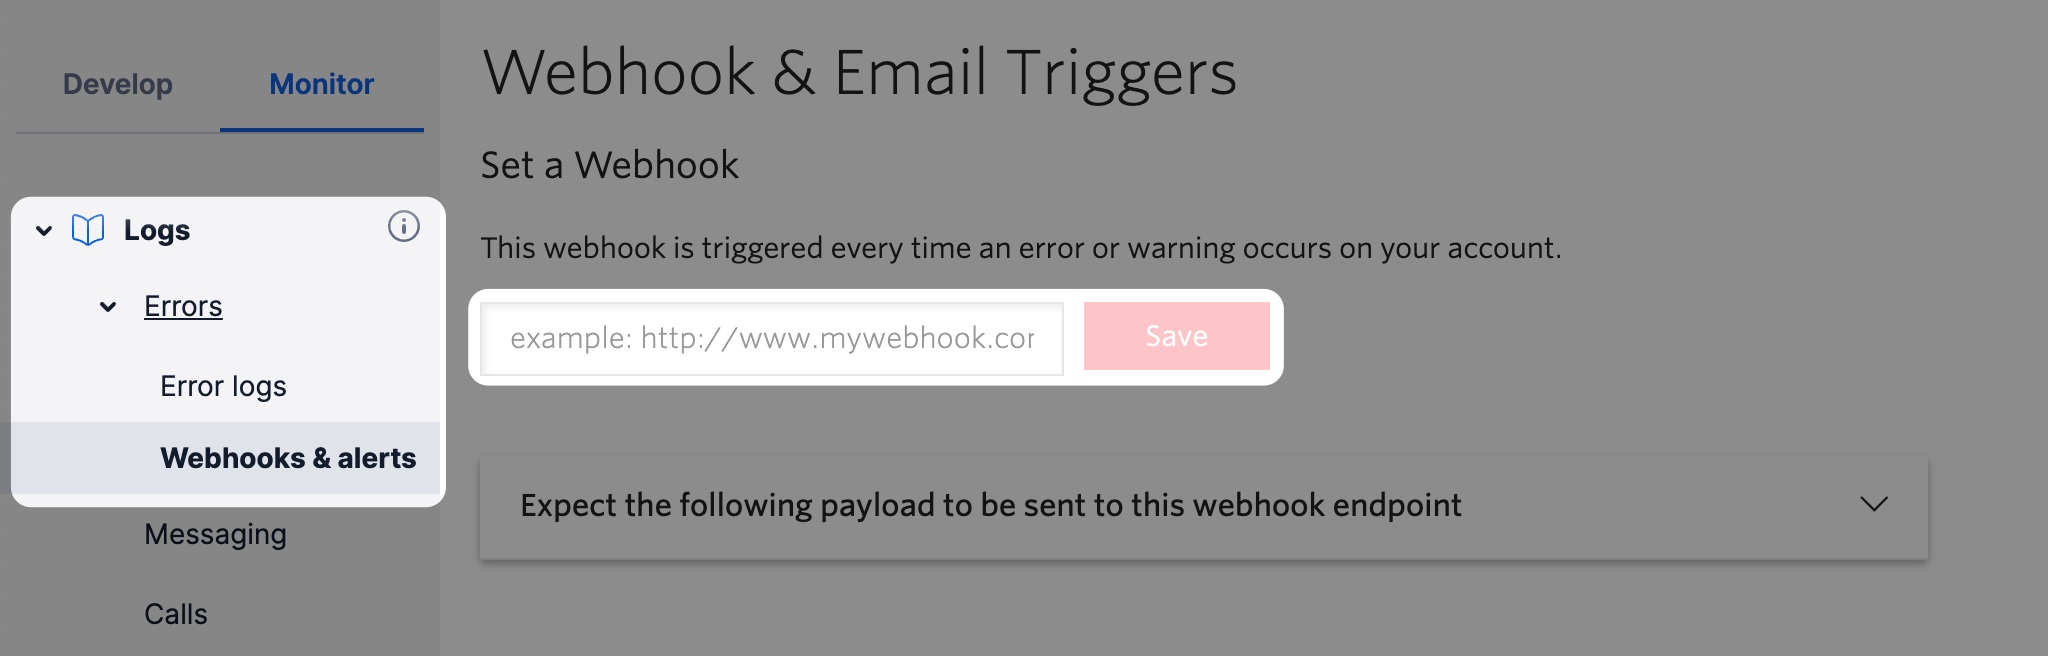 Develop
Monitor
Logs
Errors
Error logs
Webhooks & alerts
Messaging
Calls
Webhook & Email Triggers
Set a Webhook
This webhook is triggered every time an error or warning occurs on your account.
example: http://www.mywebhook.com
Save
Expect the following payload to be sent to this webhook endpoint